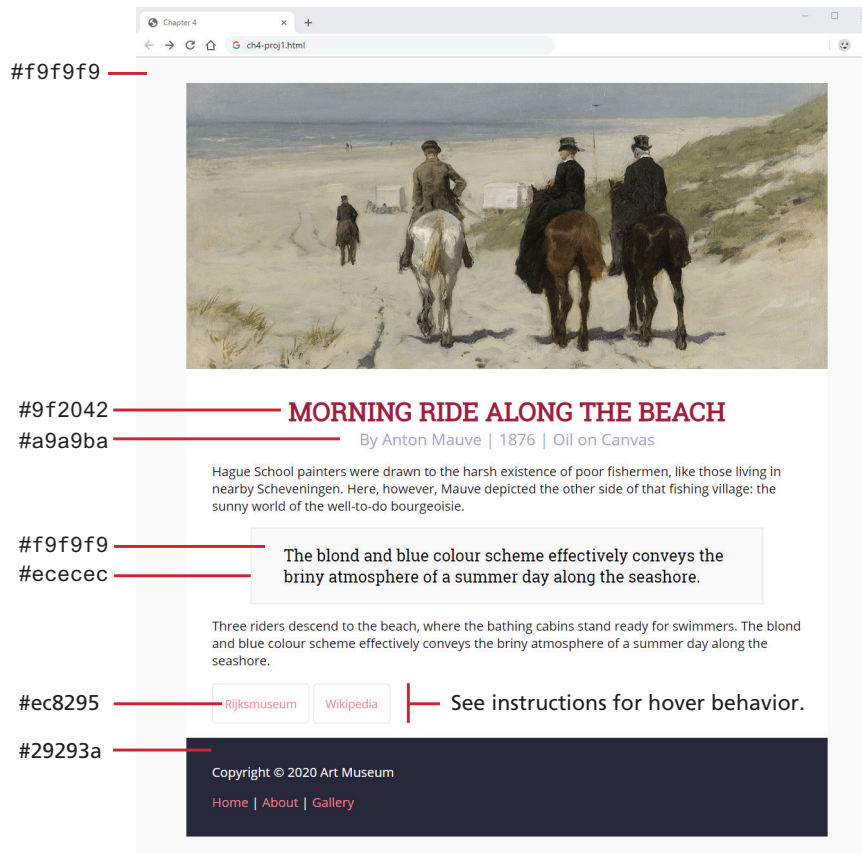 Chapter 4
ch4-proj1.html
#f9f9f9
#9f2042
MORNING RIDE ALONG THE BEACH
#a9a9ba
By Anton Mauve | 1876 | Oil on Canvas
Hague School painters were drawn to the harsh existence of poor fishermen, like those living in
nearby Scheveningen. Here, however, Mauve depicted the other side of that fishing village: the
sunny world of the well-to-do bourgeoisie.
#f9f9f9
The blond and blue colour scheme effectively conveys the
#ececec
briny atmosphere of a summer day along the seashore.
Three riders descend to the beach, where the bathing cabins stand ready for swimmers. The blond
and blue colour scheme effectively conveys the briny atmosphere of a summer day along the
seashore.
#ec8295
Rijksmuseum Wikipedia
See instructions for hover behavior.
#29293a
Copyright © 2020 Art Museum
Home | About | Gallery